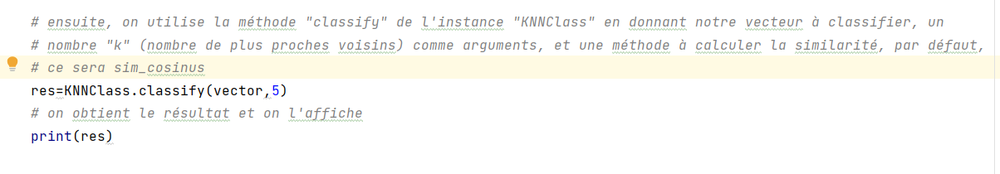 # ensuite, on utilise la méthode "classify" de l'instance "KNNClass" en donnant notre vecteur à classifier, un
# nombre "k" (nombre de plus proches voisins) comme arguments, et une méthode à calculer la similarité, par défaut,
# ce sera sim_cosinus
res=KNNClass.classify(vector,5)
# on obtient le résultat et on l'affiche
print(res)